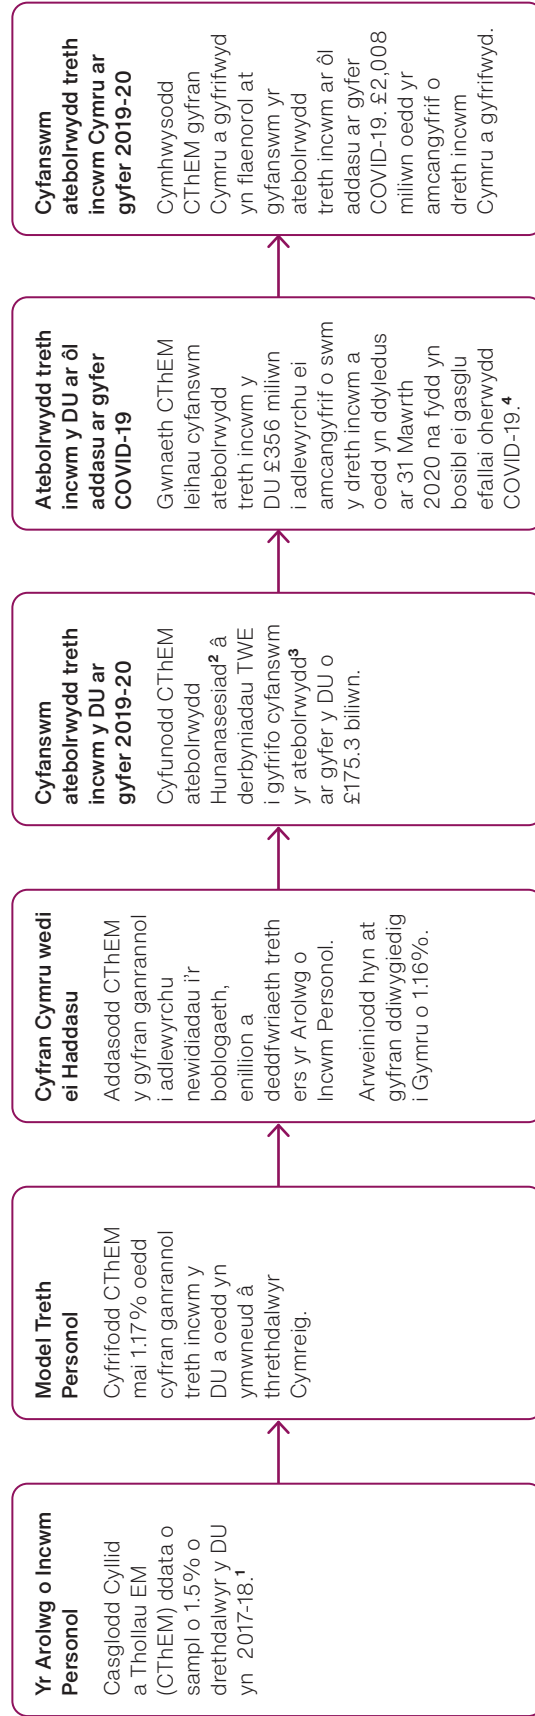 Yr Arolwg o Incwm
Personol
Casglodd Cyllid
a Thollau EM
(CThEM) ddata o
sampl o 1.5% o
drethdalwyr y DU
yn 2017-18.1
Model Treth
Personol
Cyfrifodd CThEM
mai 1.17% oedd
cyfran ganrannol
treth incwm y
DU a oedd yn
ymwneud â
threthdalwyr
Cymreig.
Cyfran Cymru wedi
ei Haddasu
Addasodd CThEM
y gyfran ganrannol
i adlewyrchu
newidiadau i'r
boblogaeth,
enillion a
deddfwriaeth treth
ers yr Arolwg o
Incwm Personol.
Arweiniodd hyn at
gyfran ddiwygiedig
i Gymru o 1.16%.
Cyfanswm
atebolrwydd treth
incwm y DU ar
gyfer 2019-20
Cyfunodd CThEM
atebolrwydd
Hunanasesiad2 â
derbyniadau TWE
i gyfrifo cyfanswm
yr atebolrwydd3
ar gyfer y DU o
£175.3 biliwn.
Atebolrwydd treth
incwm y DU ar ôl
addasu ar gyfer
COVID-19
Gwnaeth CThEM
leihau cyfanswm
atebolrwydd
treth incwm y
DU £356 miliwn
i adlewyrchu ei
amcangyfrif o swm
y dreth incwm a
oedd yn ddyledus
ar 31 Mawrth
2020 na fydd yn
bosibl ei gasglu
efallai oherwydd
COVID-19.4
Cyfanswm
atebolrwydd treth
incwm Cymru ar
gyfer 2019-20
Cymhwysodd
CThEM gyfran
Cymru a gyfrifwyd
yn flaenorol at
gyfanswm yr
atebolrwydd
treth incwm ar ôl
addasu ar gyfer
COVID-19. £2,008
miliwn oedd yr
amcangyfrif o
dreth incwm
Cymru a gyfrifwyd.